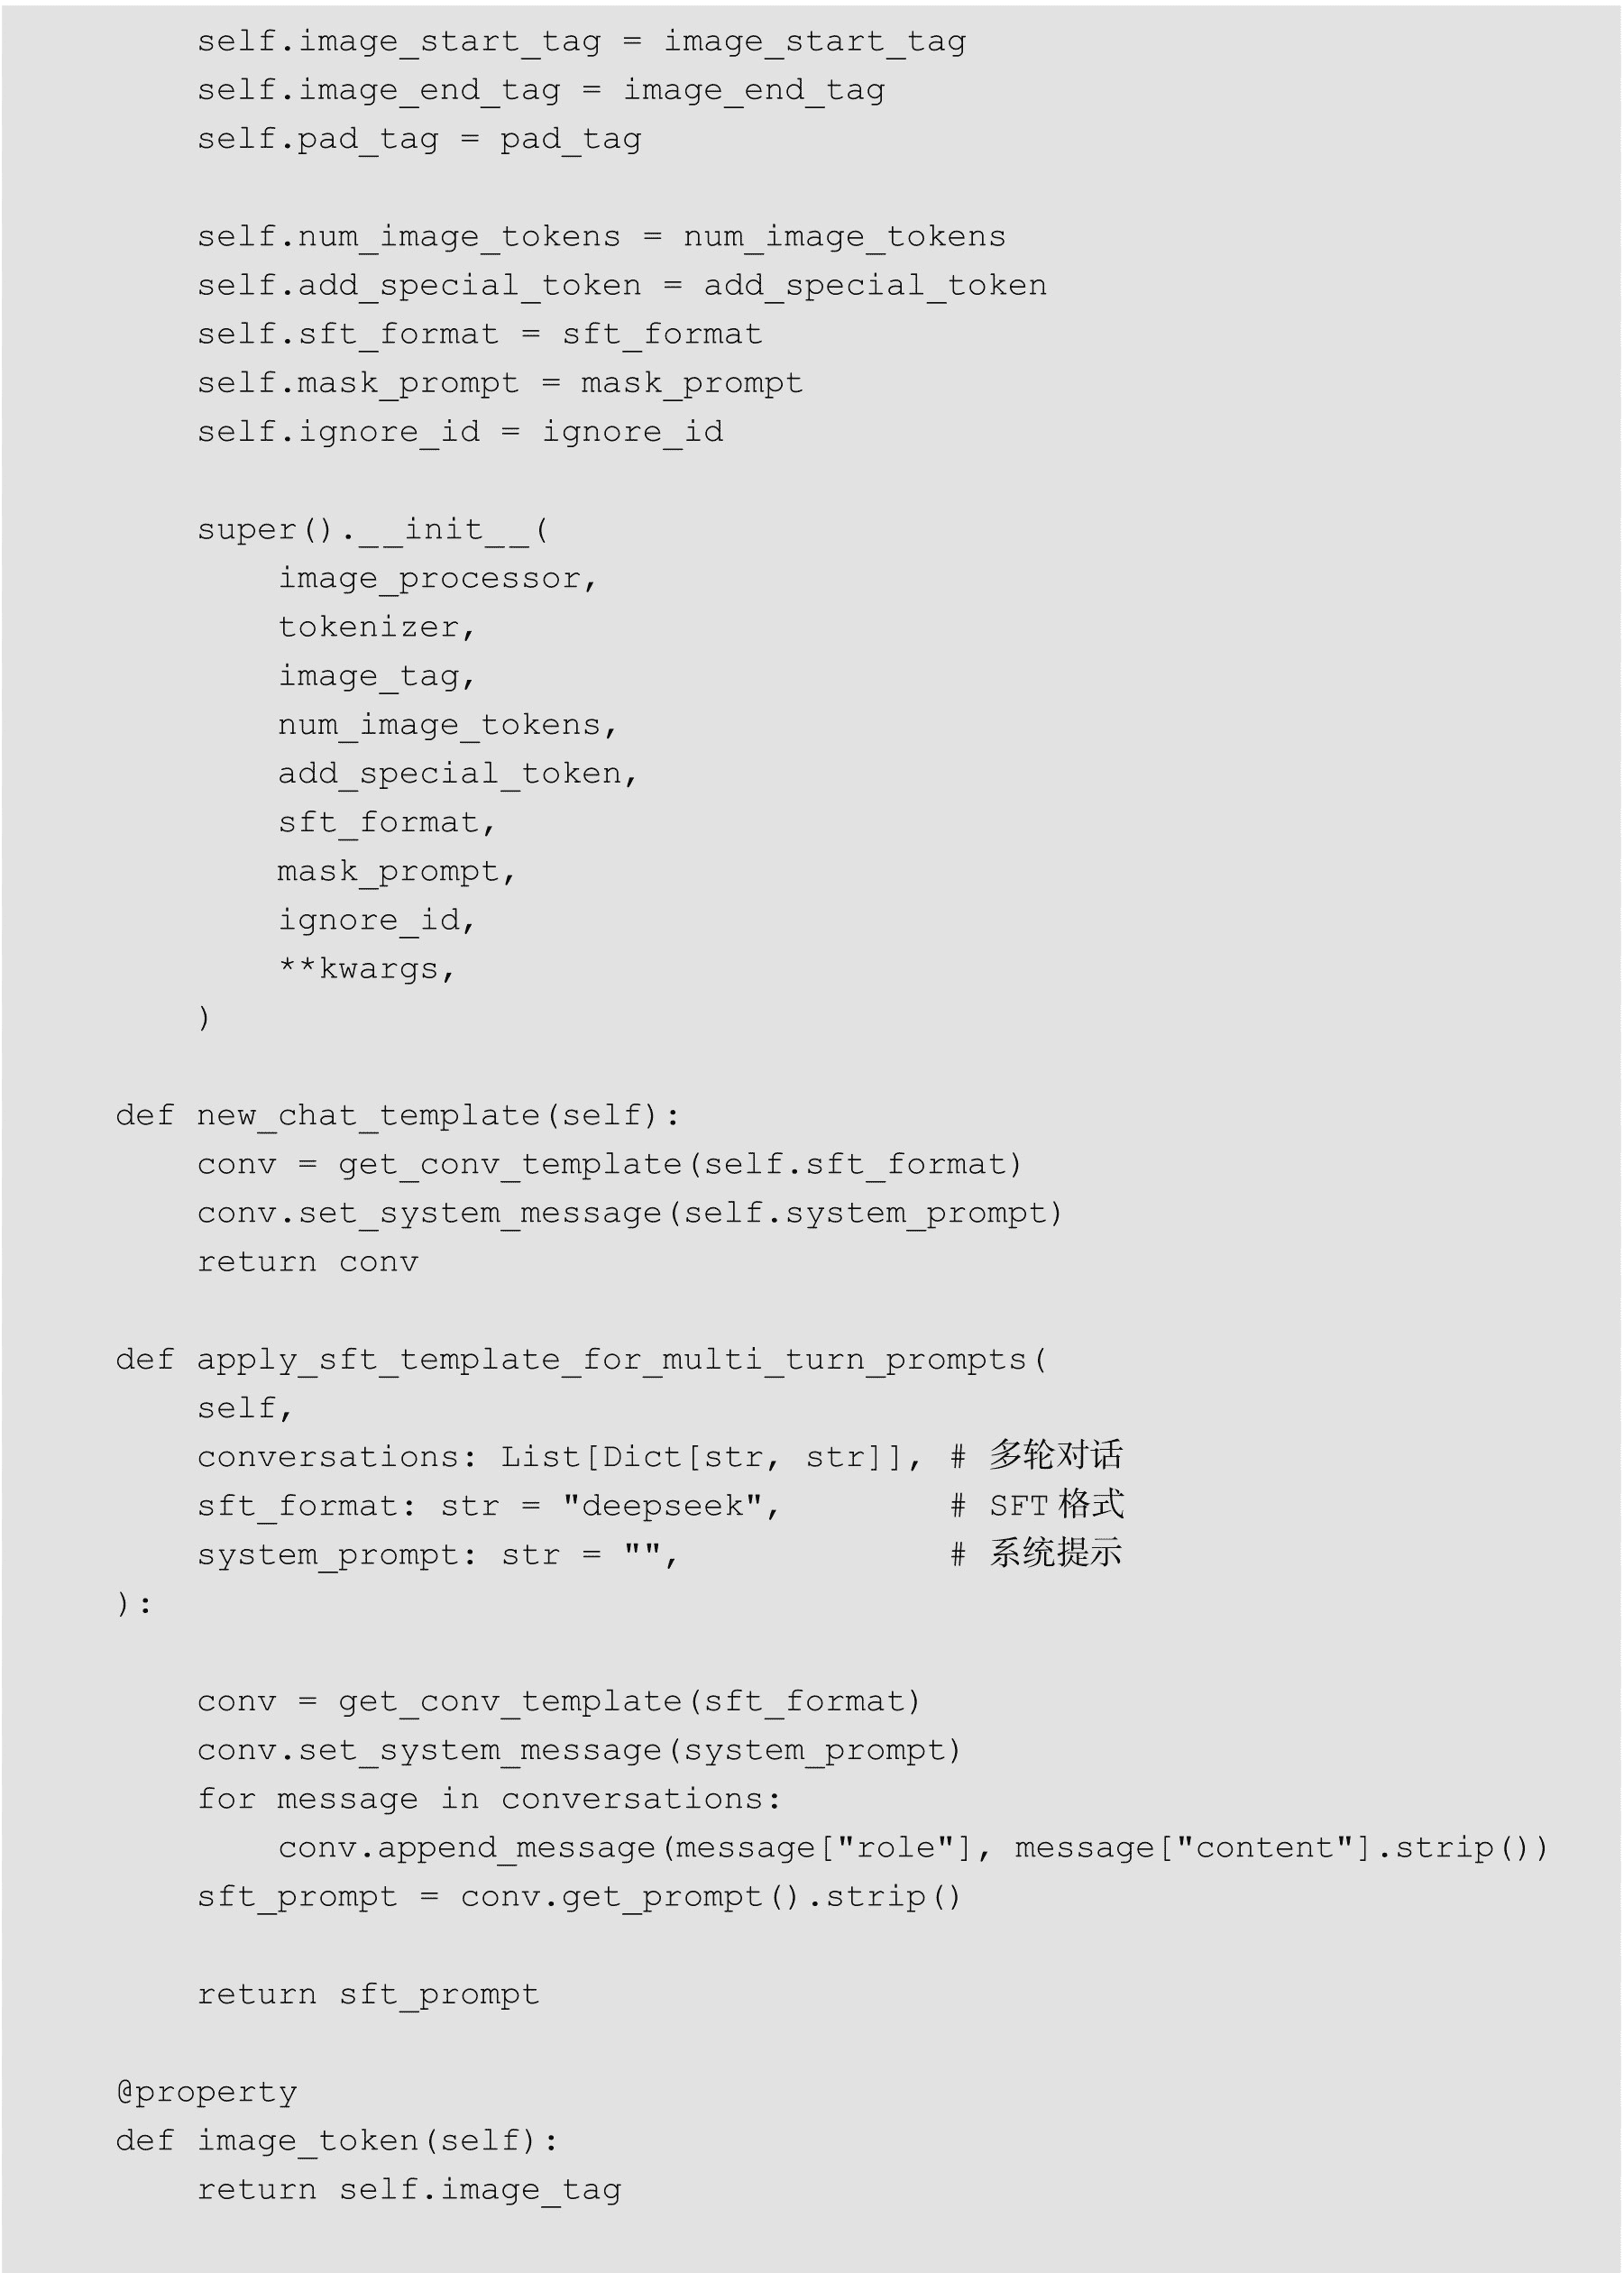 self.image_start_tag = image_start_tag
self.image_end_tag = image_end_tag
self.pad_tag = pad_tag
self.num_image_tokens = num_image_tokens
self.add_special_token = add_special_token
self.sft_format = sft_format
self.mask_prompt = mask_prompt
self.ignore_id = ignore_id
super().__init__(
image_processor,
tokenizer,
image_tag,
num_image_tokens,
add_special_token,
sft_format,
mask_prompt,
ignore_id,
**kwargs,
)
def new_chat_template(self):
conv = get_conv_template(self.sft_format)
conv.set_system_message(self.system_prompt)
return conv
def apply_sft_template_for_multi_turn_prompts(
self,
conversations: List[Dict[str, str]], # 多轮对话
sft_format: str = "deepseek", # SFT 格式
system_prompt: str = "", # 系统提示
):
conv = get_conv_template(sft_format)
conv.set_system_message(system_prompt)
for message in conversations:
conv.append_message(message["role"], message["content"].strip())
sft_prompt = conv.get_prompt().strip()
return sft_prompt
@property
def image_token(self):
return self.image_tag